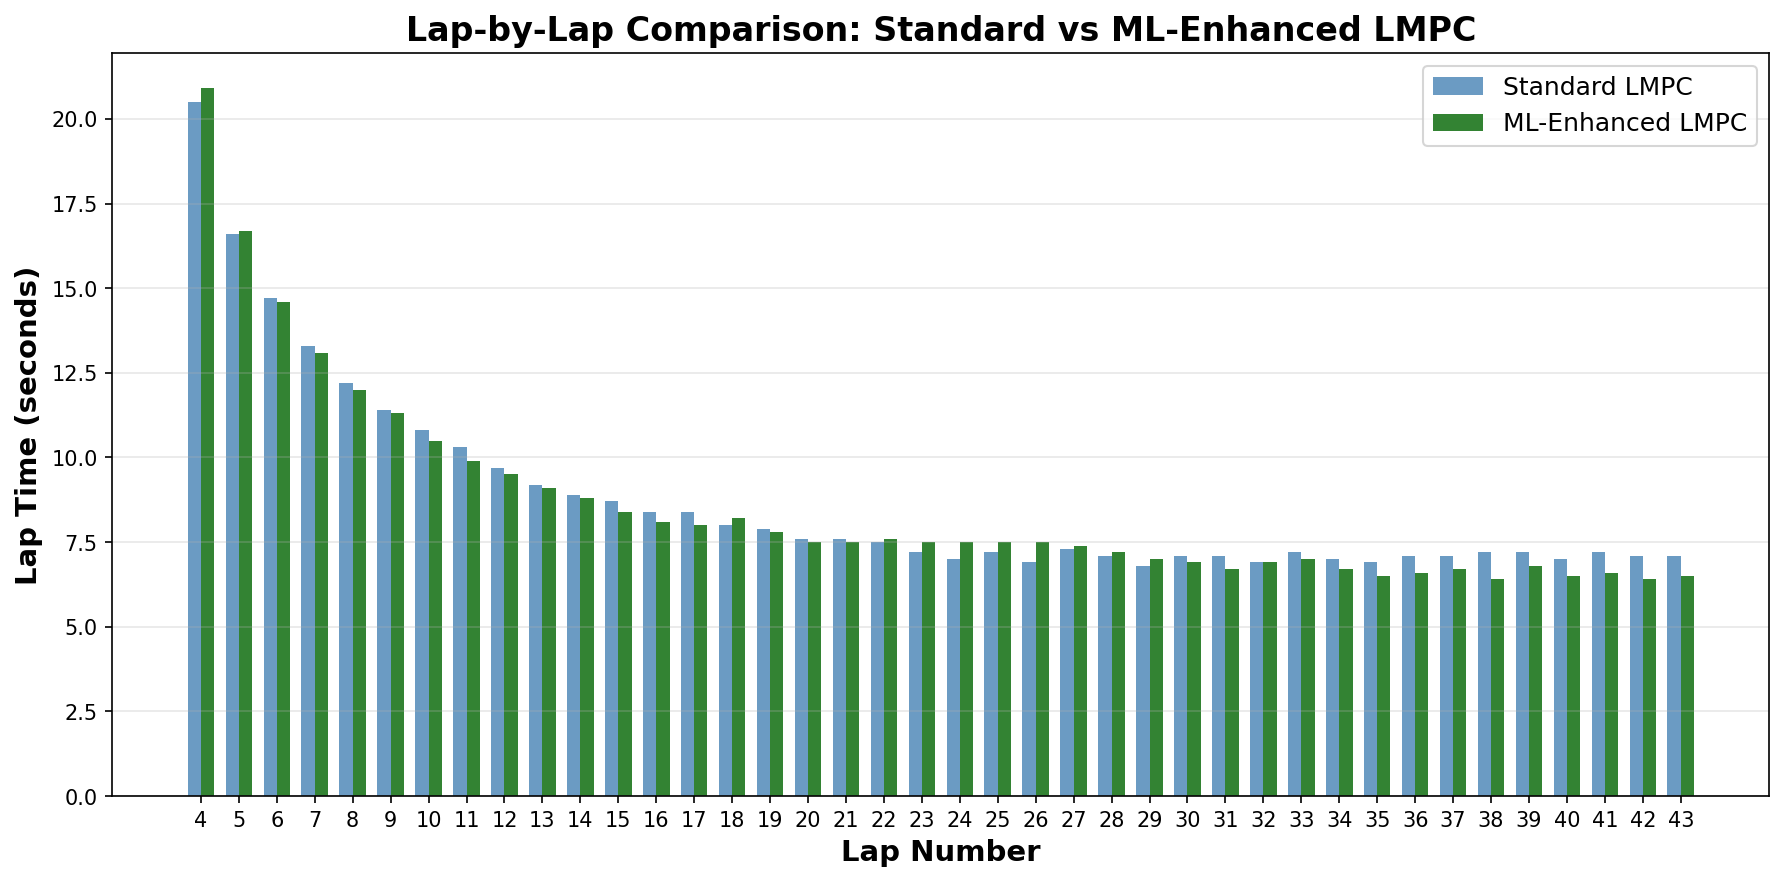 Lap-by-Lap Comparison: Standard vs ML-Enhanced LMPC
Standard LMPC
ML-Enhanced LMPC
Lap Time (seconds)
20.0
17.5
15.0
12.5
10.0
7.5
5.0
2.5
0.0
4 5 6 7 8 9 10 11 12 13 14 15 16 17 18 19 20 21 22 23 24 25 26 27 28 29 30 31 32 33 34 35 36 37 38 39 40 41 42 43
Lap Number